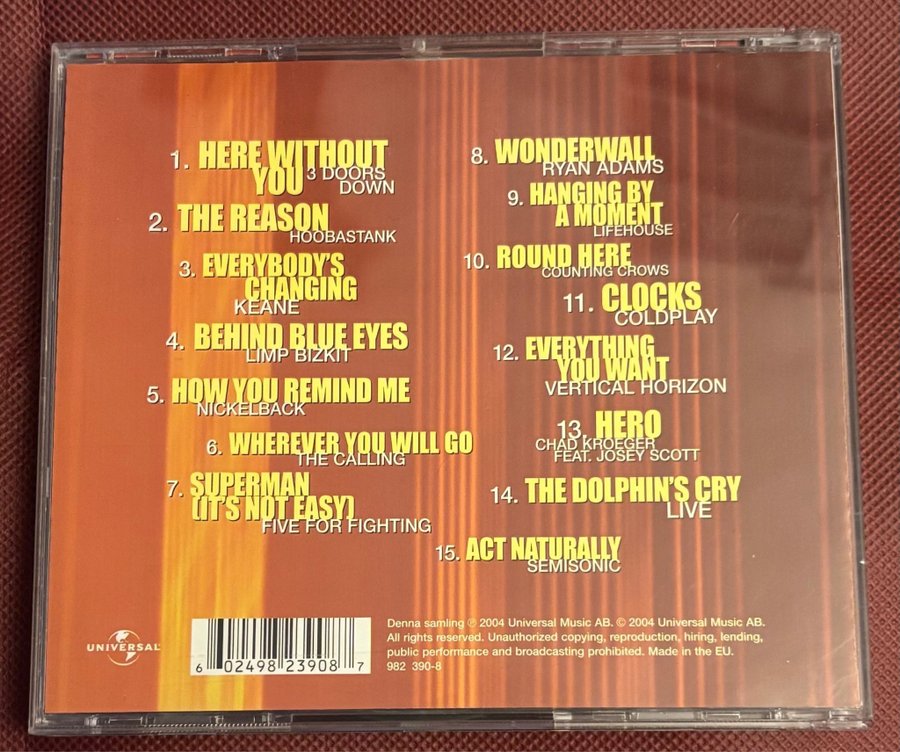 1. HERE WITHOUT
YOU 3 DOORS
DOWN
2. THE REASON
HOOBASTANK
3. EVERYBODY'S
CHANGING
KEANE
4. BEHIND BLUE EYES
LIMP BIZKIT
5. HOW YOU REMIND ME
NICKELBACK
6. WHEREVER YOU WILL GO
THE CALLING
7. SUPERMAN
(IT'S NOT EASY)
FIVE FOR FIGHTING
8. WONDERWALL
RYAN ADAMS
9. HANGING BY
A MOMENT
LIFEHOUSE
10. ROUND HERE
COUNTING CROWS
11. CLOCKS
COLDPLAY
12. EVERYTHING
YOU WANT
VERTICAL HORIZON
13. HERO
CHAD KROEGER
FEAT. JOSEY SCOTT
14. THE DOLPHIN'S CRY
LIVE
15. ACT NATURALLY
SEMISONIC
UNIVERSAL
6 02498 23908 7
Denna samling ℗ 2004 Universal Music AB. © 2004 Universal Music AB.
All rights reserved. Unauthorized copying, reproduction, hiring, lending,
public performance and broadcasting prohibited. Made in the EU.
982 390-8